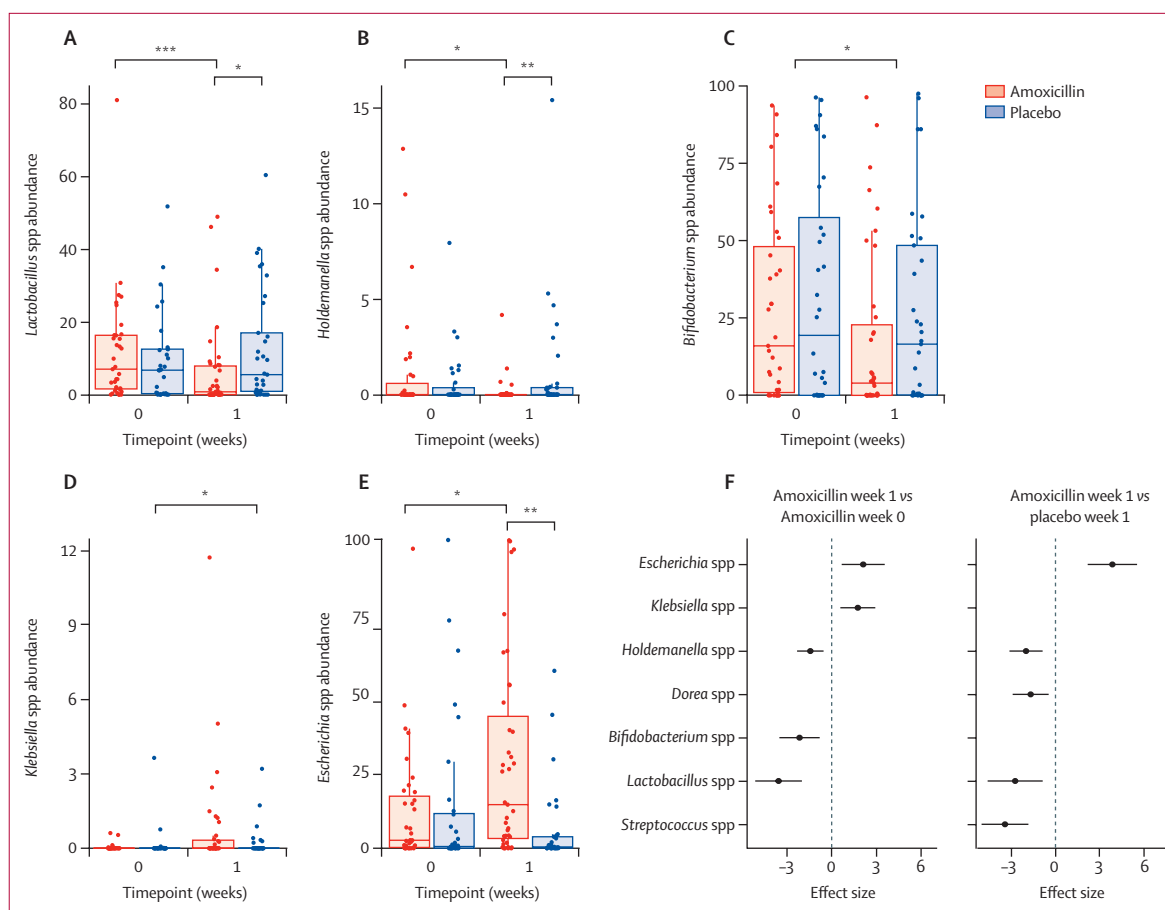 A
***
*
80
60
40
20
0
Lactobacillus spp abundance
0
1
Timepoint (weeks)
B
*
**
15
10
5
0
Holdemanella spp abundance
0
1
Timepoint (weeks)
C
*
100
75
50
25
0
Bifidobacterium spp abundance
0
1
Timepoint (weeks)
Amoxicillin
Placebo
D
*
12
9
6
3
0
Klebsiella spp abundance
0
1
Timepoint (weeks)
E
*
**
100
75
50
25
0
Escherichia spp abundance
0
1
Timepoint (weeks)
F
Amoxicillin week 1 vs
Amoxicillin week 0
Amoxicillin week 1 vs
placebo week 1
Escherichia spp
Klebsiella spp
Holdemanella spp
Dorea spp
Bifidobacterium spp
Lactobacillus spp
Streptococcus spp
–3
0
3
6
Effect size
–3
0
3
6
Effect size